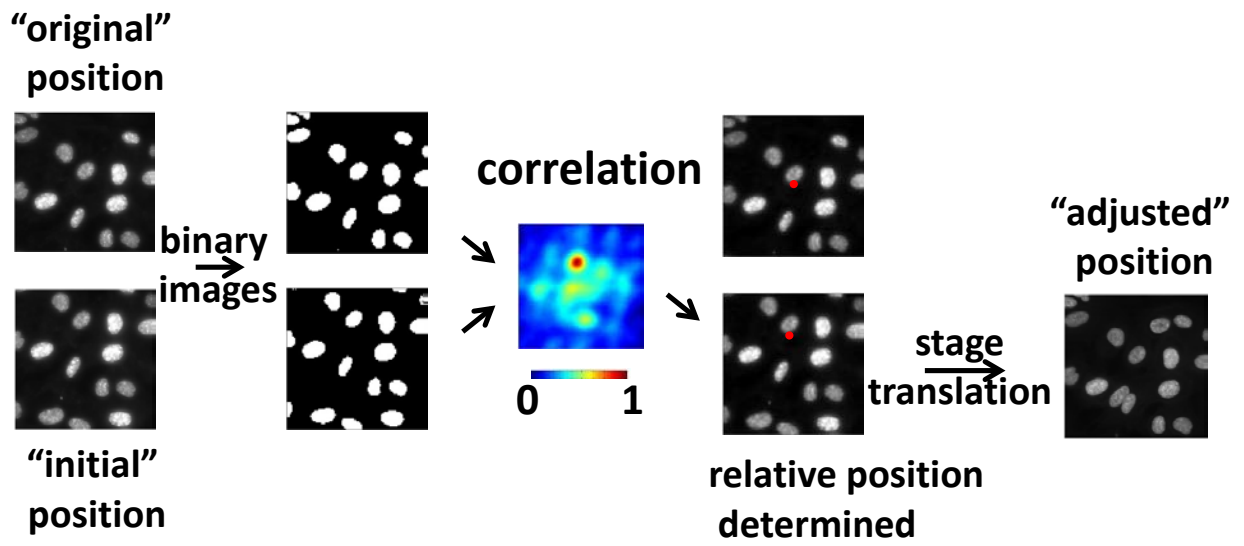 “original”
position
“initial”
position
binary
images
correlation
0 1
relative position
determined
stage
translation
“adjusted”
position